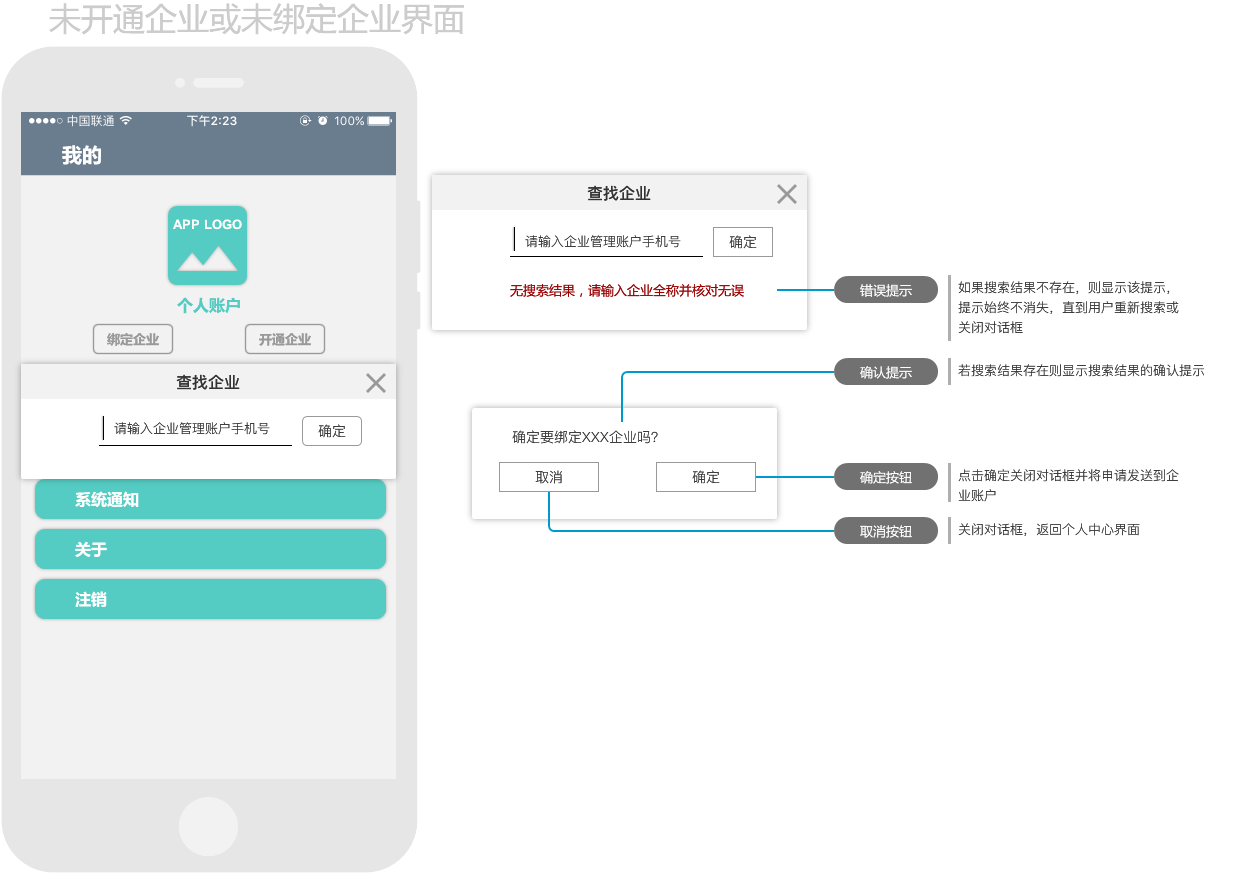 未开通企业或未绑定企业界面
中国联通 下午2:23 100%
我的
APP LOGO
个人账户
绑定企业 开通企业
查找企业
请输入企业管理账户手机号 确定
系统通知
关于
注销
查找企业
请输入企业管理账户手机号 确定
无搜索结果，请输入企业全称并核对无误
错误提示
如果搜索结果不存在，则显示该提示，
提示始终不消失，直到用户重新搜索或
关闭对话框
确认提示
若搜索结果存在则显示搜索结果的确认提示
确定要绑定XXX企业吗?
取消 确定
确定按钮
点击确定关闭对话框并将申请发送到企
业账户
取消按钮
关闭对话框，返回个人中心界面